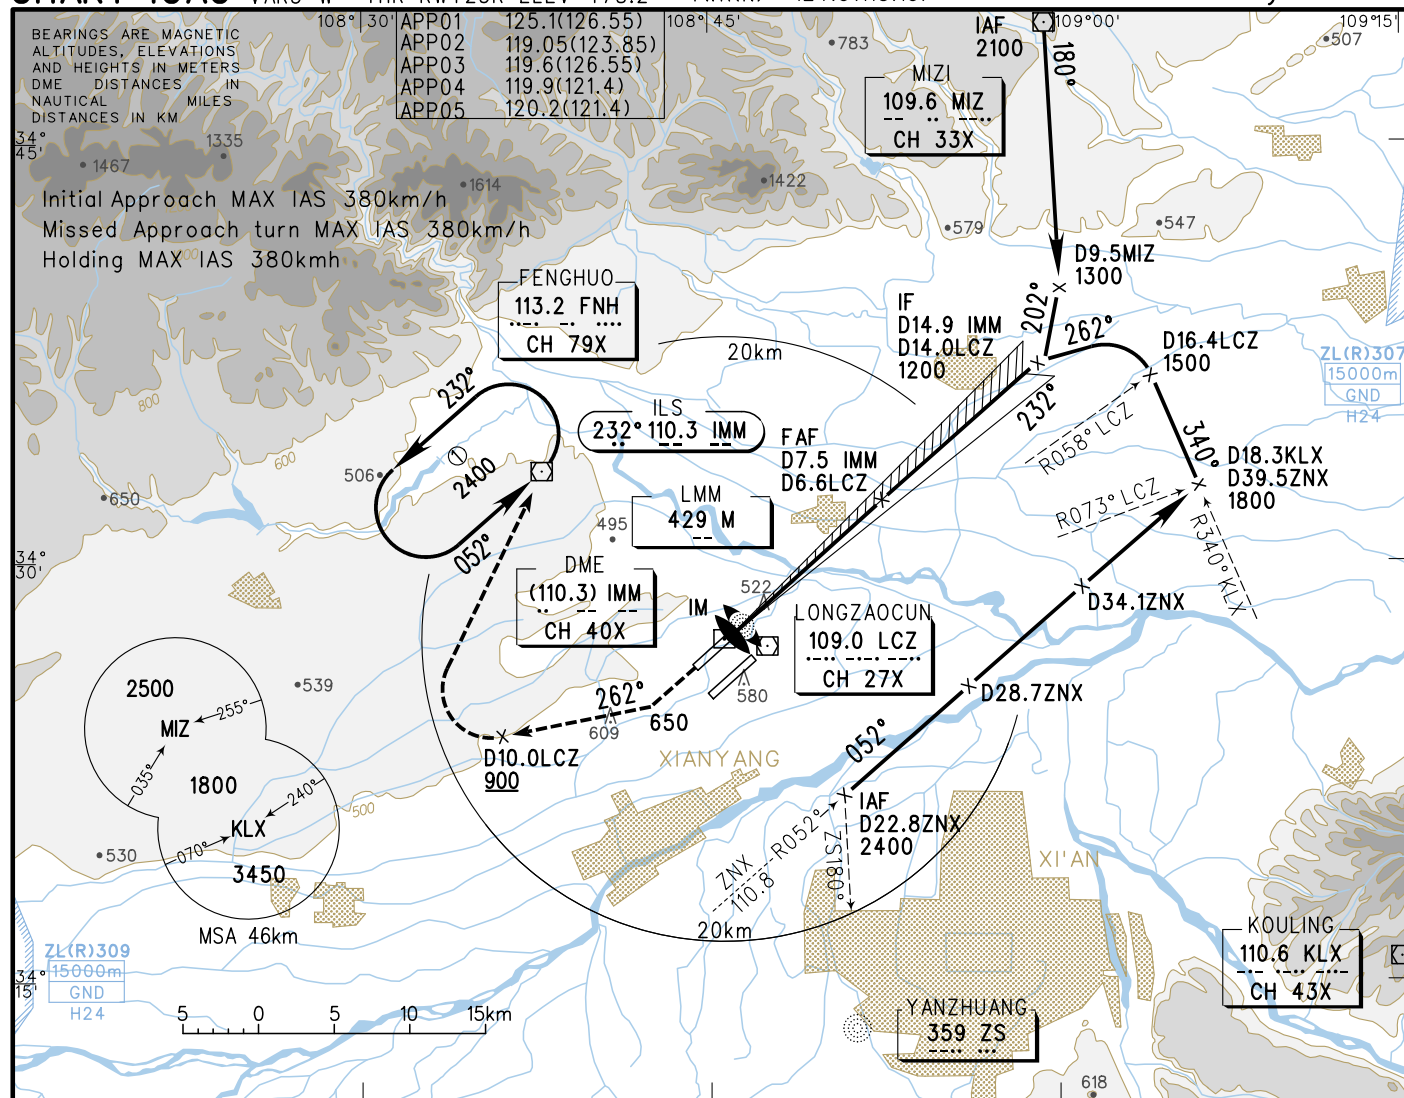 BEARINGS ARE MAGNETIC
ALTITUDES, ELEVATIONS
AND HEIGHTS IN METERS
DME DISTANCES IN
NAUTICAL MILES
DISTANCES IN KM
108°30'
APP01 125.1(126.55)
APP02 119.05(123.85)
APP03 119.6(126.55)
APP04 119.9(121.4)
APP05 120.2(121.4)
108°45'
109°00'
109°15'
IAF
2100
180°
783
507
MIZI
109.6 MIZ
CH 33X
34°
45'
1467
1335
1614
1422
579
547
Initial Approach MAX IAS 380km/h
Missed Approach turn MAX IAS 380km/h
Holding MAX IAS 380kmh
D9.5MIZ
1300
202°
262°
FENGHUO
113.2 FNH
CH 79X
IF
D14.9 IMM
D14.0LCZ
1200
20km
D16.4LCZ
1500
ZL(R)307
15000m
GND
H24
232°
800
600
506
650
1
2400
052°
ILS
232° 110.3 IMM
FAF
D7.5 IMM
D6.6LCZ
232°
R058° LCZ
340°
D18.3KLX
D39.5ZNX
1800
R073° LCZ
R340° KLX
LMM
429 M
495
34°
30'
DME
(110.3) IMM
CH 40X
522
IM
LONGZAOCUN
109.0 LCZ
CH 27X
D34.1ZNX
580
D28.7ZNX
539
262°
650
609
D10.0LCZ
900
XIANYANG
052°
IAF
D22.8ZNX
2400
ZNX
110.8
R052°
ZS180°
XI'AN
2500
MIZ
255°
035°
1800
240°
KLX
070°
3450
MSA 46km
500
530
20km
ZL(R)309
15000m
GND
H24
34°
15'
5 0 5 10 15km
KOULING
110.6 KLX
CH 43X
YANZHUANG
359 ZS
618